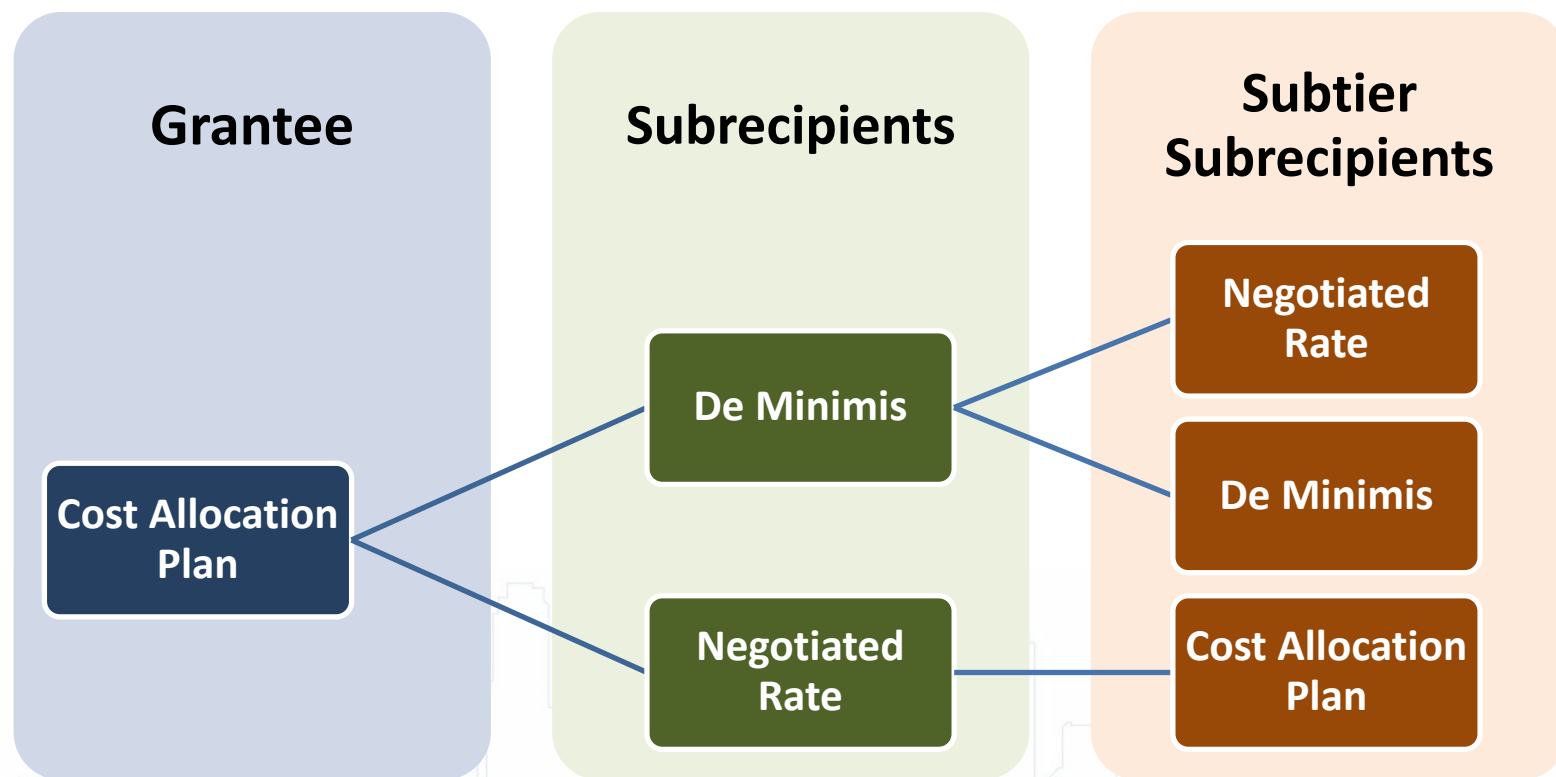 Grantee
Subrecipients
Subtier
Subrecipients
Cost Allocation
Plan
De Minimis
Negotiated
Rate
Negotiated
Rate
De Minimis
Cost Allocation
Plan